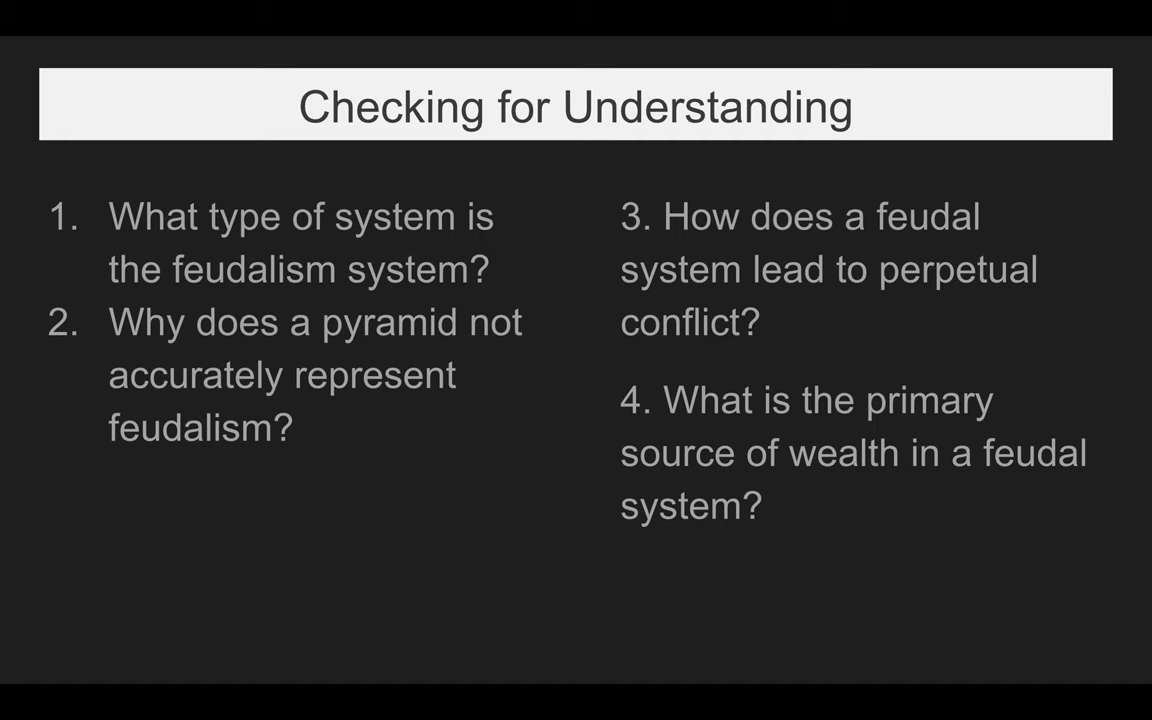 Checking for Understanding
1. What type of system is
the feudalism system?
2. Why does a pyramid not
accurately represent
feudalism?
3. How does a feudal
system lead to perpetual
conflict?
4. What is the primary
source of wealth in a feudal
system?